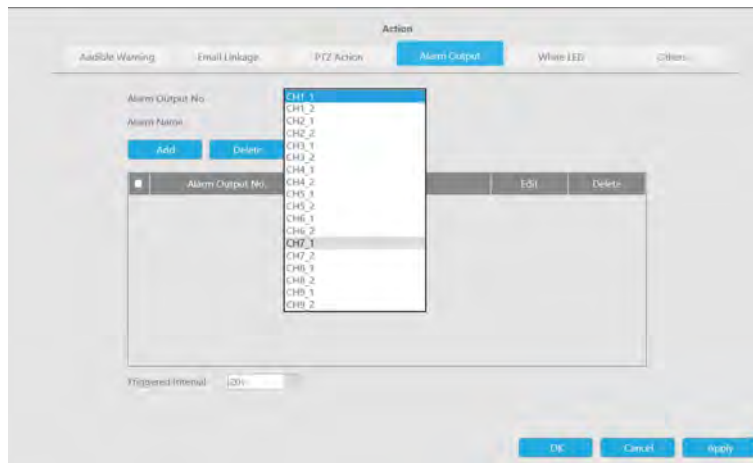 Action
Audible Warning Email Linkage PTZ Action Alarm Output White LED Others
Alarm Output No.
CH1_1
CH1_2
Alarm Name
CH2_1
CH2_2
CH3_1
Add Delete
CH3_2
CH4_1
Alarm Output No. CH4_2 Edit Delete
CH5_1
CH5_2
CH6_1
CH6_2
CH7_1
CH7_2
CH8_1
CH8_2
CH9_1
CH9_2
Triggered Interval
OK Cancel Apply